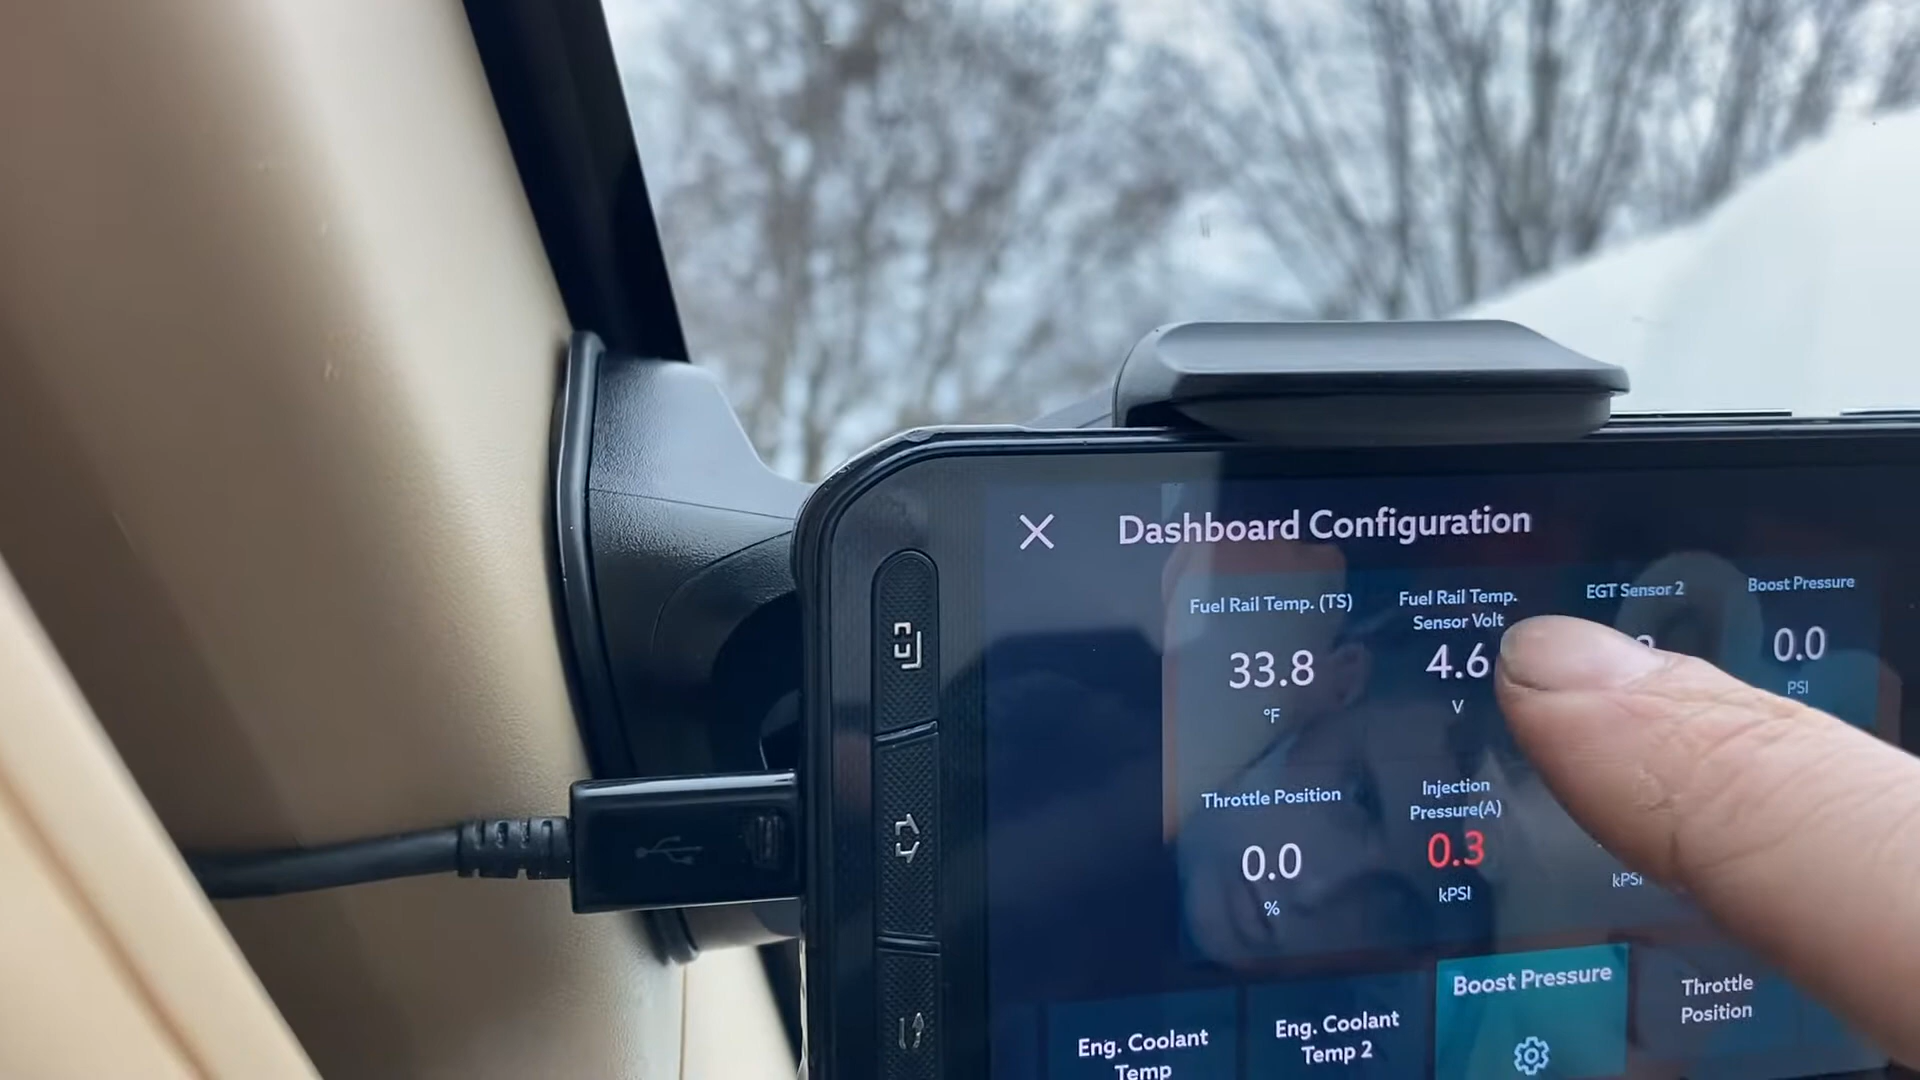 Dashboard Configuration
Fuel Rail Temp. (TS)
33.8
°F
Fuel Rail Temp.
Sensor Volt
4.6
V
EGT Sensor 2
Boost Pressure
0.0
PSI
Throttle Position
0.0
%
Injection
Pressure(A)
0.3
kPSI
kPSI
Eng. Coolant
Temp
Eng. Coolant
Temp 2
Boost Pressure
Throttle
Position